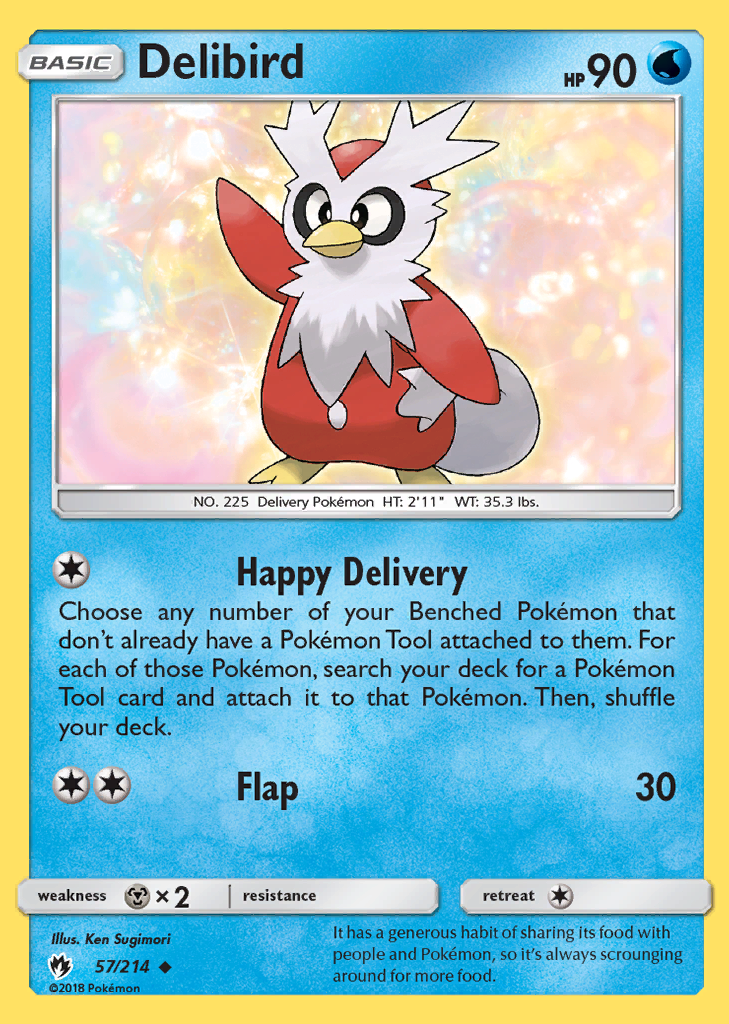 BASIC Delibird HP 90
NO. 225 Delivery Pokémon HT: 2'11" WT: 35.3 lbs.
Happy Delivery
Choose any number of your Benched Pokémon that
don't already have a Pokémon Tool attached to them. For
each of those Pokémon, search your deck for a Pokémon
Tool card and attach it to that Pokémon. Then, shuffle
your deck.
Flap 30
weakness ×2 resistance retreat
Illus. Ken Sugimori
57/214
©2018 Pokémon
It has a generous habit of sharing its food with
people and Pokémon, so it's always scrounging
around for more food.